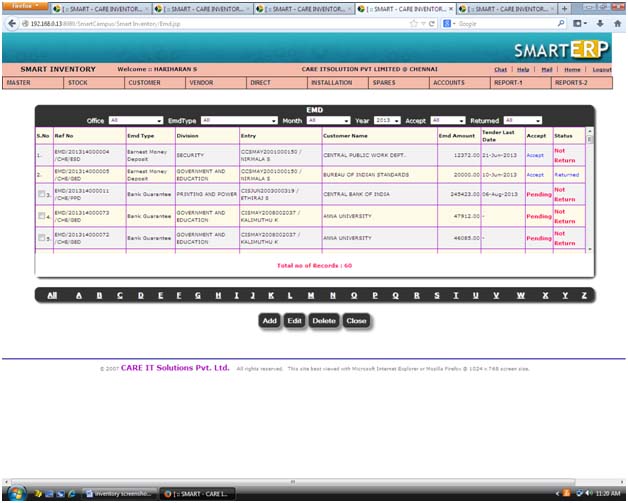 Firefox
[ :: SMART - CARE INVENTOR... × [ :: SMART - CARE INVENTOR... × [ :: SMART - CARE INVENTOR... × [ :: SMART - CARE INVENTOR... × [ :: SMART - CARE INVENTOR... ×
192.168.0.13:8089/SmartCampus/Smart Inventory/Emd.jsp
Google
SMARTERP
SMART INVENTORY Welcome :: HARIHARAN S CARE ITSOLUTION PVT LIMITED @ CHENNAI Chat | Help | Mail | Home | Logout
MASTER STOCK CUSTOMER VENDOR DIRECT INSTALLATION SPARES ACCOUNTS REPORT-1 REPORTS-2
EMD
Office All EmdType All Month All Year 2013 Accept All Returned All
S.No Ref No Emd Type Division Entry Customer Name Emd Amount Tender Last Date Accept Status
1. EMD/201314000004 /CHE/SED Earnest Money Deposit SECURITY CCSMAY2001000150 / NIRMALA S CENTRAL PUBLIC WORK DEPT. 12372.00 21-Jun-2013 Accept Not Return
2. EMD/201314000005 /CHE/GED Earnest Money Deposit GOVERNMENT AND EDUCATION CCSMAY2001000150 / NIRMALA S BUREAU OF INDIAN STANDARDS 20000.00 10-Jun-2013 Accept Returned
3. EMD/201314000011 /CHE/PPD Bank Guarantee PRINTING AND POWER CISJUN2003000319 / ETHIRAJ S CENTRAL BANK OF INDIA 245423.00 06-Aug-2013 Pending Not Return
4. EMD/201314000073 /CHE/GED Bank Guarantee GOVERNMENT AND EDUCATION CISMAY2008002037 / KALIMUTHU K ANNA UNIVERSITY 47912.00 - Pending Not Return
5. EMD/201314000072 /CHE/GED Bank Guarantee GOVERNMENT AND EDUCATION CISMAY2008002037 / KALIMUTHU K ANNA UNIVERSITY 46085.00 - Pending Not Return
Total no of Records : 60
All A B C D E F G H I J K L M N O P Q R S T U V W X Y Z
Add Edit Delete Close
© 2007 CARE IT Solutions Pvt. Ltd. All rights reserved. This site best viewed with Microsoft Internet Explorer or Mozilla Firefox @ 1024 x 768 screen size.
inventory screensho... [ :: SMART - CARE I... 11:20 AM